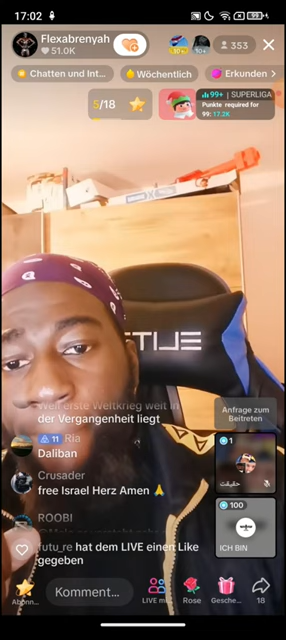 17:02
99+
Flexabrenyah
51.0K
353
Chatten und Int...
Wöchentlich
Erkunden >
5/18
99+ | SUPERLIGA
Punkte required for
99: 17.2K
Weil erste Weltkrieg weit in
der Vergangenheit liegt
Anfrage zum
Beitreten
11 Ria
Daliban
1
Crusader
free Israel Herz Amen 🙏
حقيقت
100
ROOBI
futu_re hat dem LIVE einen Like
gegeben
ICH BIN
Abonn...
Komment...
LIVE m...
Rose
Gesche...
18